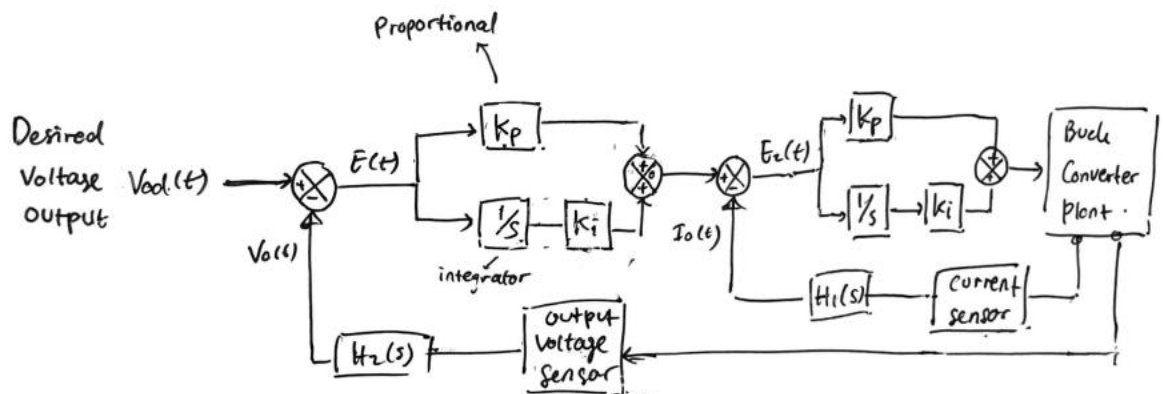 Proportional
Desired
Voltage
output
Vod.(t)
+
-
E(t)
Kp
1/s
Ki
integrator
+
+
+
-
E2(t)
Kp
1/s
Ki
+
+
Buck
Converter
plant.
Io(t)
H1(s)
current
sensor
Vo(t)
H2(s)
output
voltage
sensor